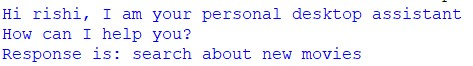 Hi rishi, I am your personal desktop assistant
How can I help you?
Response is: search about new movies